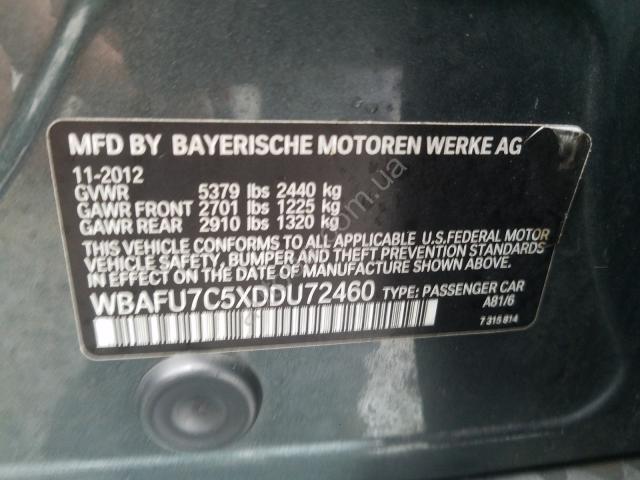 MFD BY BAYERISCHE MOTOREN WERKE AG
11-2012
GVWR 5379 lbs 2440 kg
GAWR FRONT 2701 lbs 1225 kg
GAWR REAR 2910 lbs 1320 kg
THIS VEHICLE CONFORMS TO ALL APPLICABLE U.S.FEDERAL MOTOR
VEHICLE SAFETY, BUMPER AND THEFT PREVENTION STANDARDS
IN EFFECT ON THE DATE OF MANUFACTURE SHOWN ABOVE.
WBAFU7C5XDDU72460 TYPE: PASSENGER CAR
A81/6
7 315 814
.com.ua